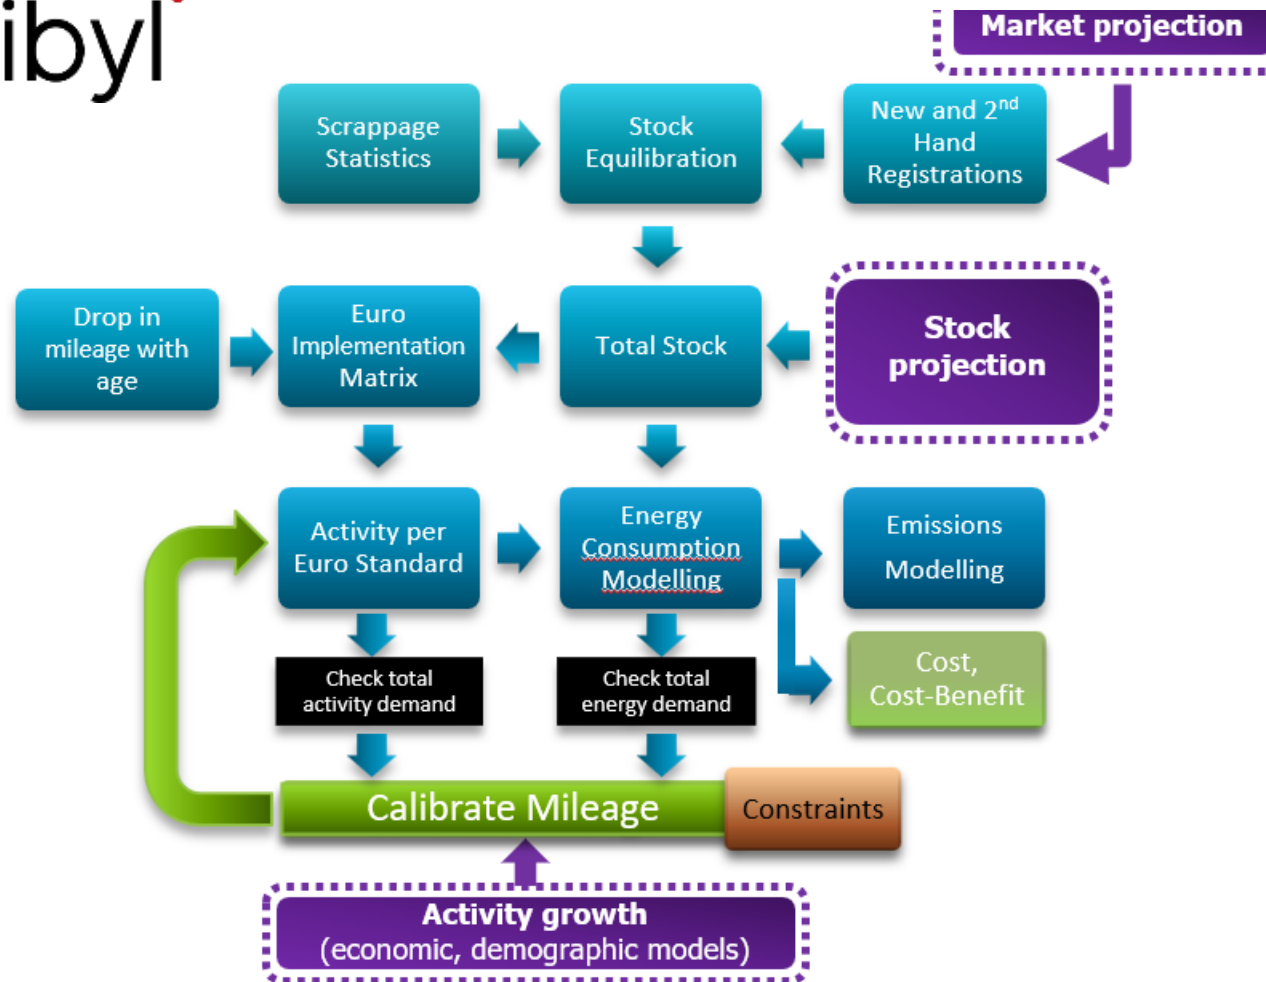 ibyl
Market projection
Scrappage
Statistics
Stock
Equilibration
New and 2nd
Hand
Registrations
Drop in
mileage with
age
Euro
Implementation
Matrix
Total Stock
Stock
projection
Activity per
Euro Standard
Energy
Consumption
Modelling
Emissions
Modelling
Check total
activity demand
Check total
energy demand
Cost,
Cost-Benefit
Calibrate Mileage
Constraints
Activity growth
(economic, demographic models)